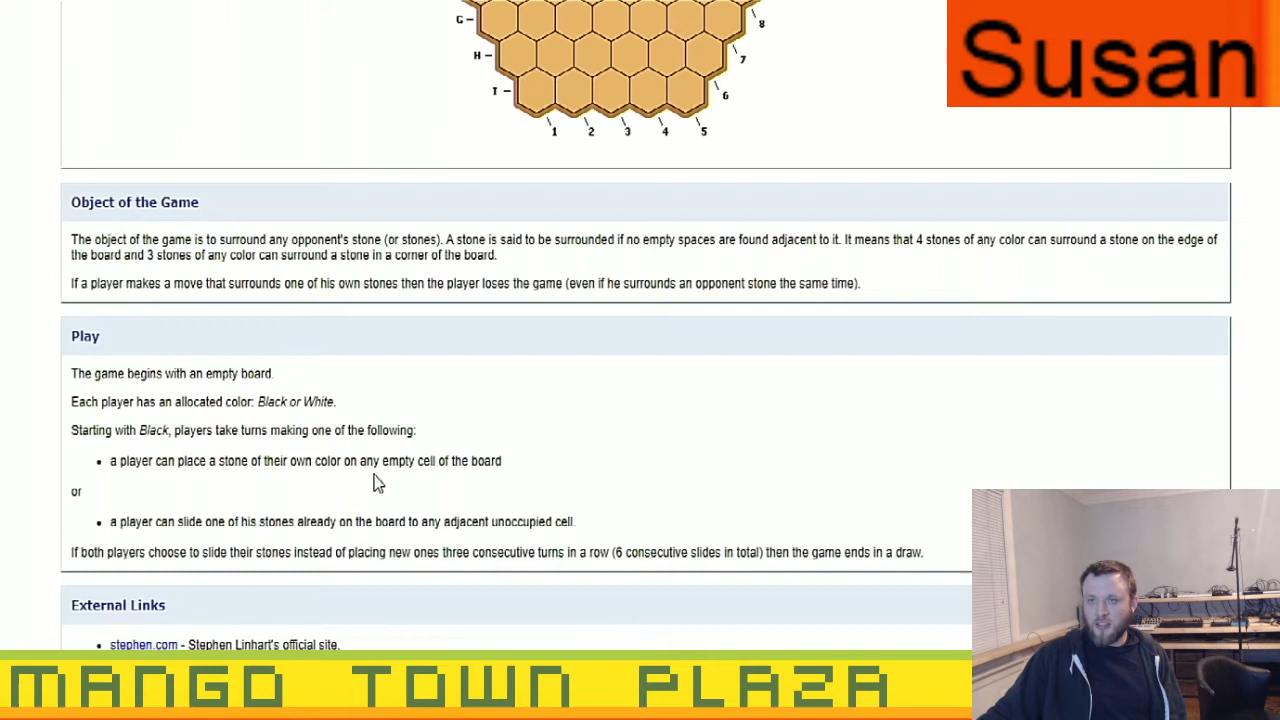 Susan
G
8
H
7
I
6
1 2 3 4 5
Object of the Game
The object of the game is to surround any opponent's stone (or stones). A stone is said to be surrounded if no empty spaces are found adjacent to it. It means that 4 stones of any color can surround a stone on the edge of
the board and 3 stones of any color can surround a stone in a corner of the board.
If a player makes a move that surrounds one of his own stones then the player loses the game (even if he surrounds an opponent stone the same time).
Play
The game begins with an empty board.
Each player has an allocated color: Black or White.
Starting with Black, players take turns making one of the following:
• a player can place a stone of their own color on any empty cell of the board
or
• a player can slide one of his stones already on the board to any adjacent unoccupied cell.
If both players choose to slide their stones instead of placing new ones three consecutive turns in a row (6 consecutive slides in total) then the game ends in a draw.
External Links
• stephen.com - Stephen Linhart's official site.
MANGO TOWN PLAZA